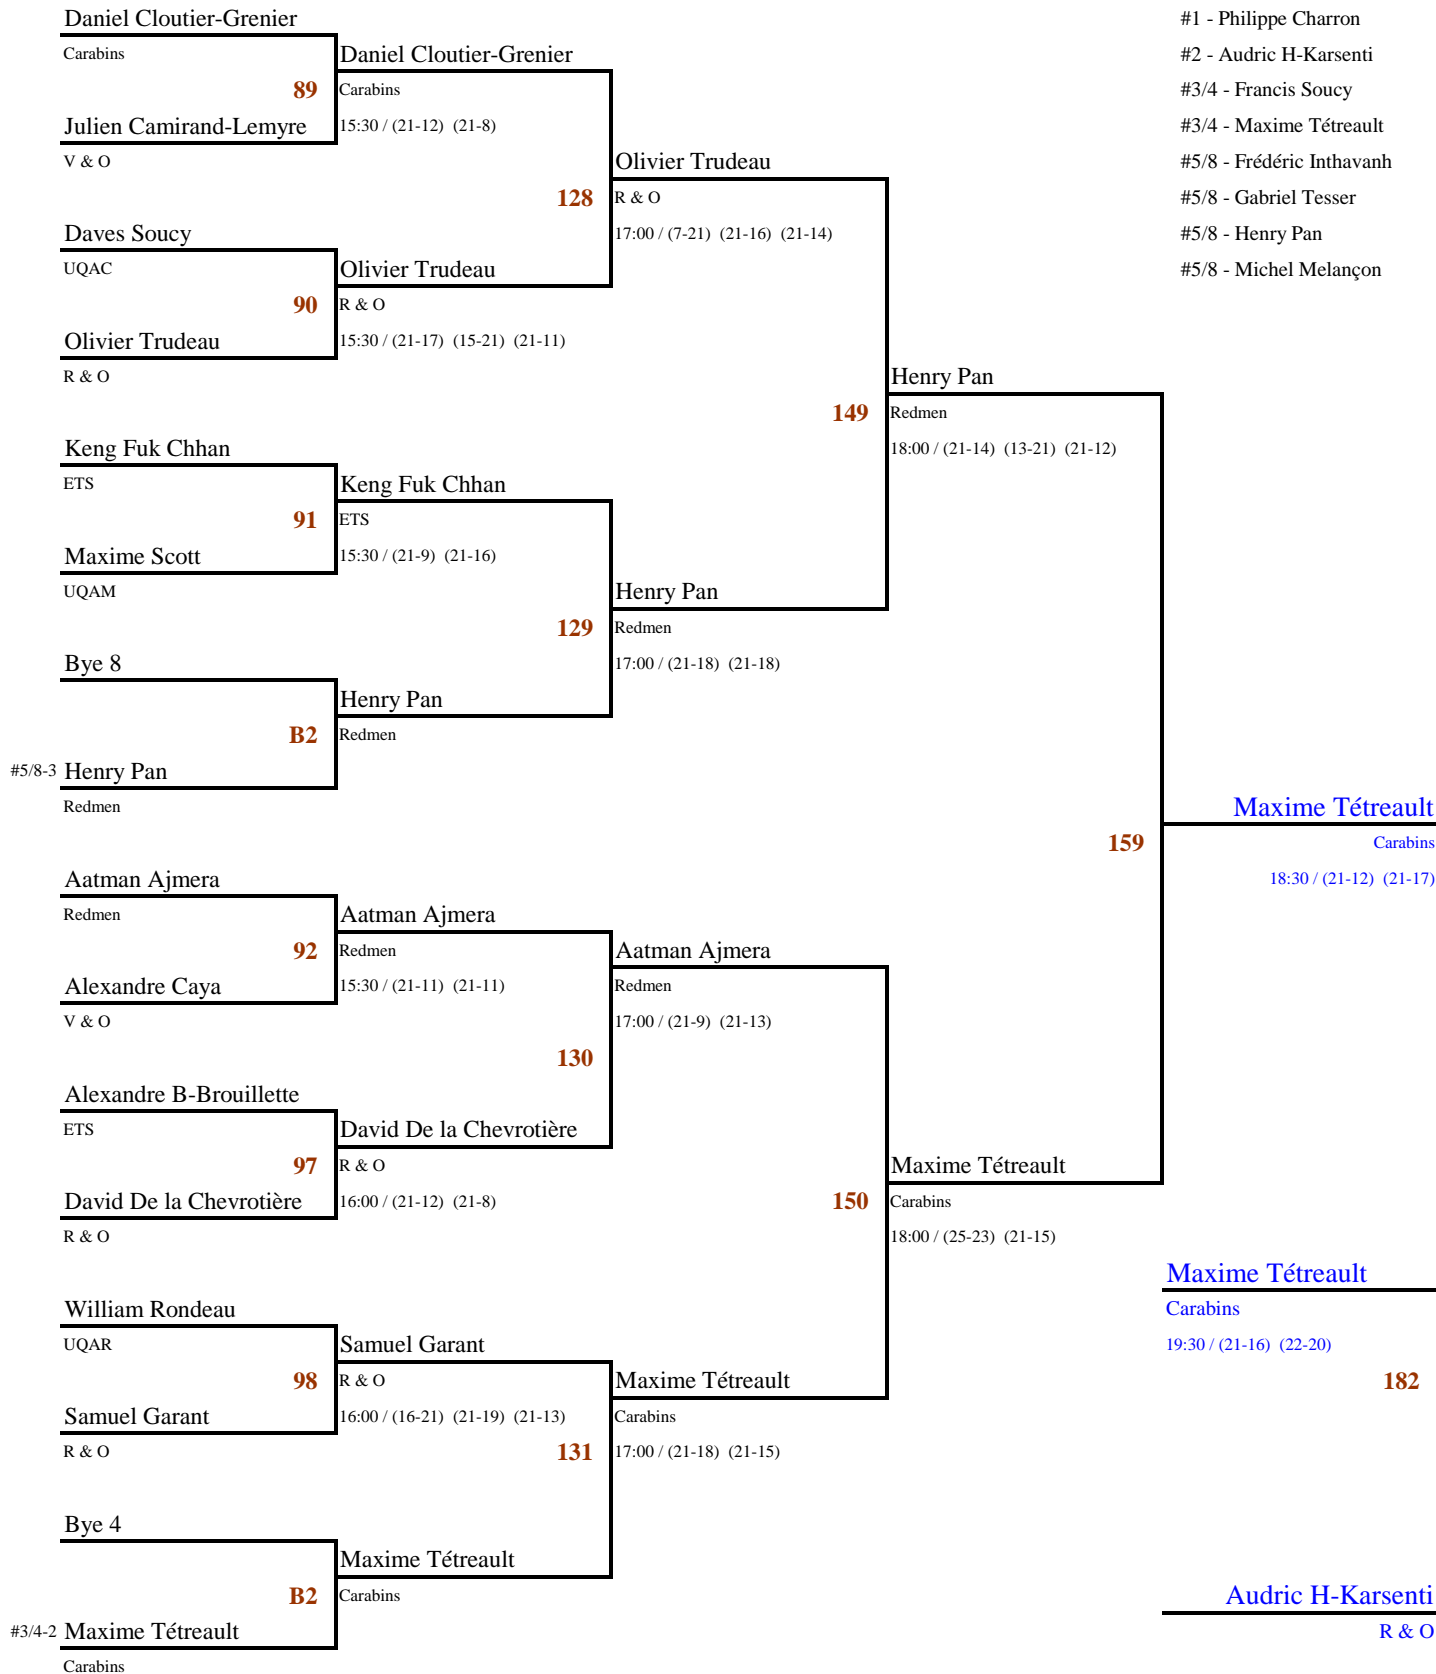 Daniel Cloutier-Grenier
#1 - Philippe Charron
Carabins
Daniel Cloutier-Grenier
#2 - Audric H-Karsenti
89
Carabins
#3/4 - Francis Soucy
Julien Camirand-Lemyre
15:30 / (21-12) (21-8)
#3/4 - Maxime Tétreault
V & O
Olivier Trudeau
#5/8 - Frédéric Inthavanh
128
R & O
#5/8 - Gabriel Tesser
Daves Soucy
17:00 / (7-21) (21-16) (21-14)
#5/8 - Henry Pan
UQAC
Olivier Trudeau
#5/8 - Michel Melançon
90
R & O
Olivier Trudeau
15:30 / (21-17) (15-21) (21-11)
R & O
Henry Pan
149
Redmen
Keng Fuk Chhan
18:00 / (21-14) (13-21) (21-12)
ETS
Keng Fuk Chhan
91
ETS
Maxime Scott
15:30 / (21-9) (21-16)
UQAM
Henry Pan
129
Redmen
Bye 8
17:00 / (21-18) (21-18)
Henry Pan
B2
Redmen
#5/8-3 Henry Pan
Redmen
Maxime Tétreault
159
Carabins
Aatman Ajmera
18:30 / (21-12) (21-17)
Redmen
Aatman Ajmera
92
Redmen
Aatman Ajmera
Alexandre Caya
15:30 / (21-11) (21-11)
Redmen
V & O
17:00 / (21-9) (21-13)
130
Alexandre B-Brouillette
ETS
David De la Chevrotière
97
R & O
Maxime Tétreault
David De la Chevrotière
16:00 / (21-12) (21-8)
150
Carabins
R & O
18:00 / (25-23) (21-15)
Maxime Tétreault
William Rondeau
Carabins
UQAR
Samuel Garant
19:30 / (21-16) (22-20)
98
R & O
Maxime Tétreault
182
Samuel Garant
16:00 / (16-21) (21-19) (21-13)
Carabins
R & O
131
17:00 / (21-18) (21-15)
Bye 4
Maxime Tétreault
B2
Carabins
Audric H-Karsenti
#3/4-2 Maxime Tétreault
R & O
Carabins